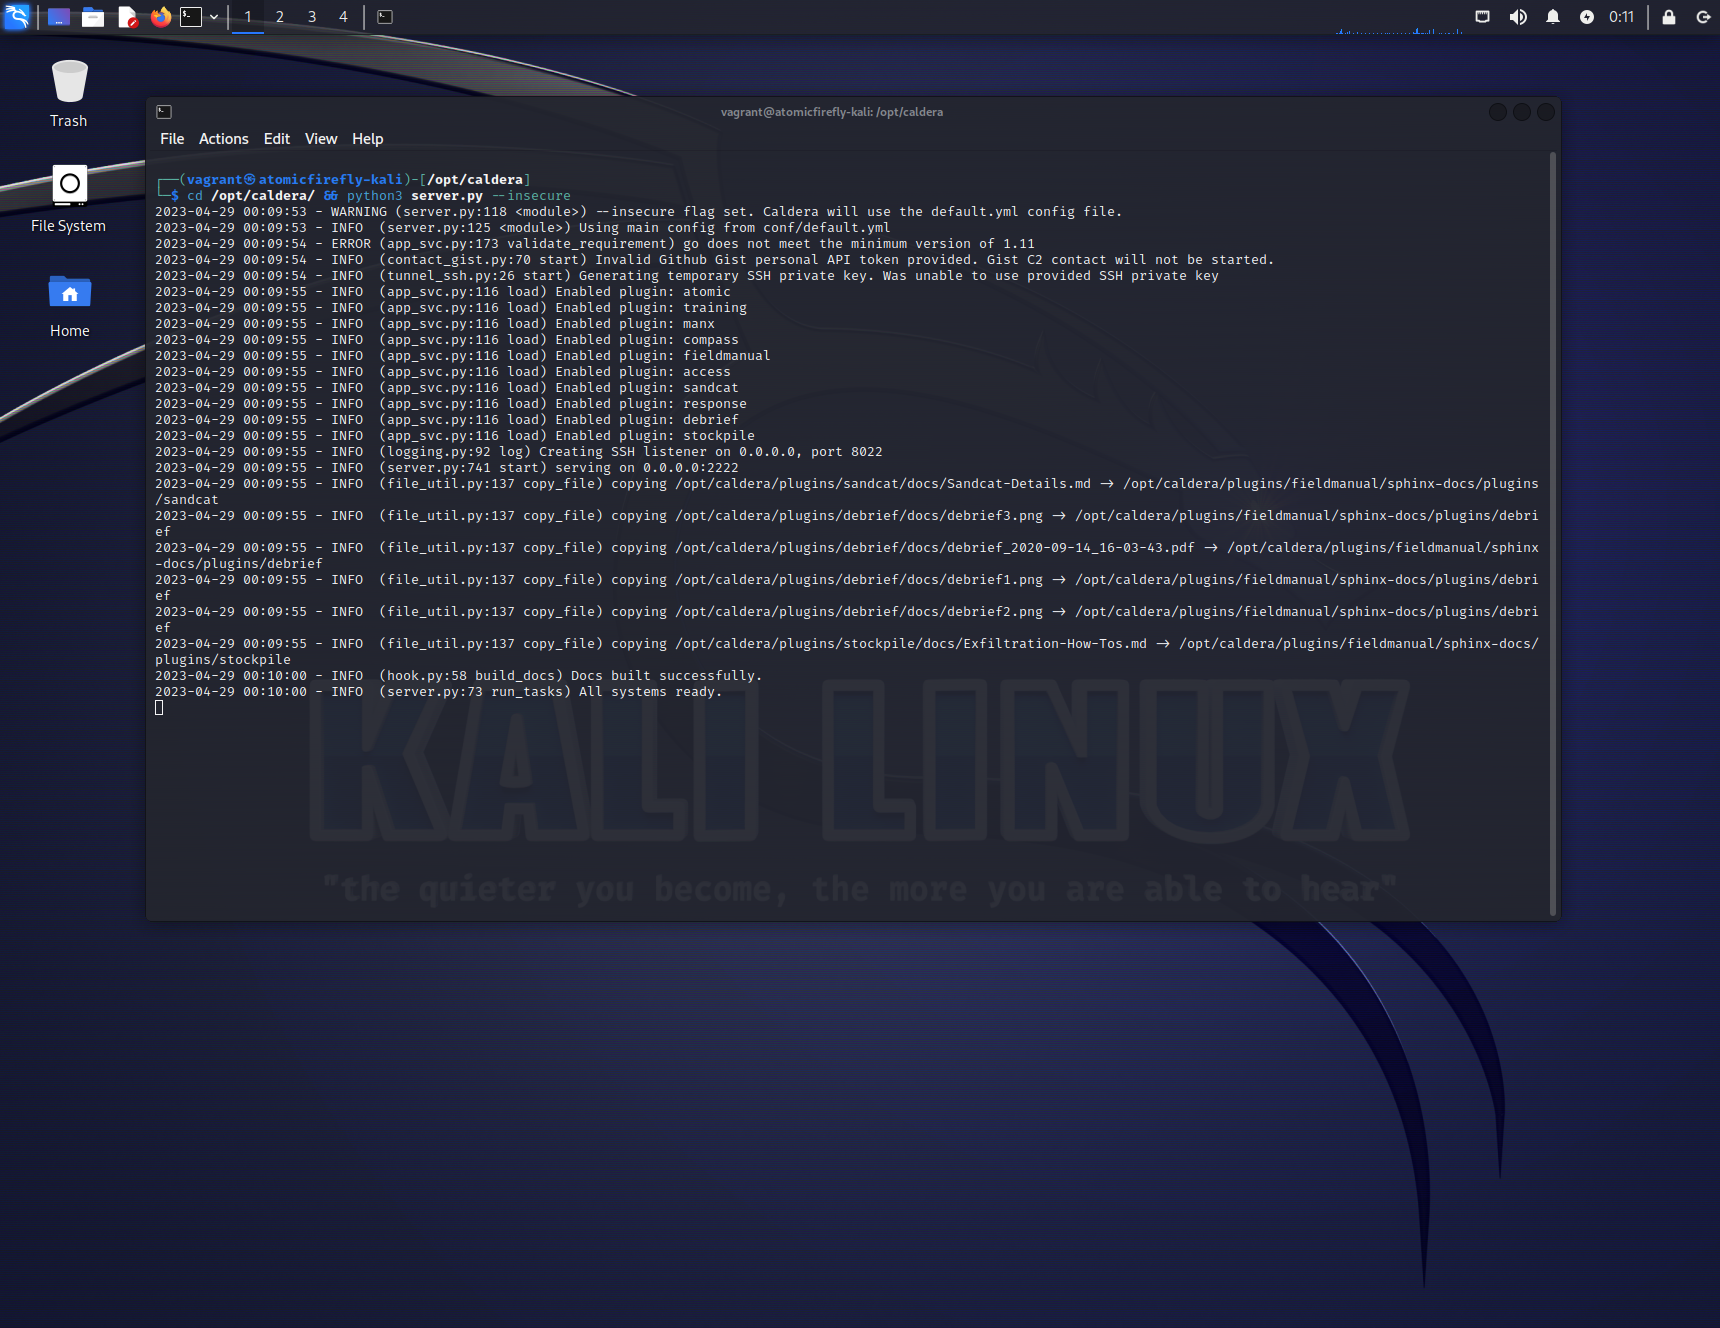 1 2 3 4 0:11
Trash
File System
Home
vagrant@atomicfirefly-kali: /opt/caldera
File Actions Edit View Help
┌──(vagrant㉿atomicfirefly-kali)-[/opt/caldera]
└─$ cd /opt/caldera/ && python3 server.py --insecure
2023-04-29 00:09:53 - WARNING (server.py:118 <module>) --insecure flag set. Caldera will use the default.yml config file.
2023-04-29 00:09:53 - INFO  (server.py:125 <module>) Using main config from conf/default.yml
2023-04-29 00:09:54 - ERROR (app_svc.py:173 validate_requirement) go does not meet the minimum version of 1.11
2023-04-29 00:09:54 - INFO  (contact_gist.py:70 start) Invalid Github Gist personal API token provided. Gist C2 contact will not be started.
2023-04-29 00:09:54 - INFO  (tunnel_ssh.py:26 start) Generating temporary SSH private key. Was unable to use provided SSH private key
2023-04-29 00:09:55 - INFO  (app_svc.py:116 load) Enabled plugin: atomic
2023-04-29 00:09:55 - INFO  (app_svc.py:116 load) Enabled plugin: training
2023-04-29 00:09:55 - INFO  (app_svc.py:116 load) Enabled plugin: manx
2023-04-29 00:09:55 - INFO  (app_svc.py:116 load) Enabled plugin: compass
2023-04-29 00:09:55 - INFO  (app_svc.py:116 load) Enabled plugin: fieldmanual
2023-04-29 00:09:55 - INFO  (app_svc.py:116 load) Enabled plugin: access
2023-04-29 00:09:55 - INFO  (app_svc.py:116 load) Enabled plugin: sandcat
2023-04-29 00:09:55 - INFO  (app_svc.py:116 load) Enabled plugin: response
2023-04-29 00:09:55 - INFO  (app_svc.py:116 load) Enabled plugin: debrief
2023-04-29 00:09:55 - INFO  (app_svc.py:116 load) Enabled plugin: stockpile
2023-04-29 00:09:55 - INFO  (logging.py:92 log) Creating SSH listener on 0.0.0.0, port 8022
2023-04-29 00:09:55 - INFO  (server.py:741 start) serving on 0.0.0.0:2222
2023-04-29 00:09:55 - INFO  (file_util.py:137 copy_file) copying /opt/caldera/plugins/sandcat/docs/Sandcat-Details.md -> /opt/caldera/plugins/fieldmanual/sphinx-docs/plugins
/sandcat
2023-04-29 00:09:55 - INFO  (file_util.py:137 copy_file) copying /opt/caldera/plugins/debrief/docs/debrief3.png -> /opt/caldera/plugins/fieldmanual/sphinx-docs/plugins/debri
ef
2023-04-29 00:09:55 - INFO  (file_util.py:137 copy_file) copying /opt/caldera/plugins/debrief/docs/debrief_2020-09-14_16-03-43.pdf -> /opt/caldera/plugins/fieldmanual/sphinx
-docs/plugins/debrief
2023-04-29 00:09:55 - INFO  (file_util.py:137 copy_file) copying /opt/caldera/plugins/debrief/docs/debrief1.png -> /opt/caldera/plugins/fieldmanual/sphinx-docs/plugins/debri
ef
2023-04-29 00:09:55 - INFO  (file_util.py:137 copy_file) copying /opt/caldera/plugins/debrief/docs/debrief2.png -> /opt/caldera/plugins/fieldmanual/sphinx-docs/plugins/debri
ef
2023-04-29 00:09:55 - INFO  (file_util.py:137 copy_file) copying /opt/caldera/plugins/stockpile/docs/Exfiltration-How-Tos.md -> /opt/caldera/plugins/fieldmanual/sphinx-docs/
plugins/stockpile
2023-04-29 00:10:00 - INFO  (hook.py:58 build_docs) Docs built successfully.
2023-04-29 00:10:00 - INFO  (server.py:73 run_tasks) All systems ready.
KALI LINUX
"the quieter you become, the more you are able to hear"